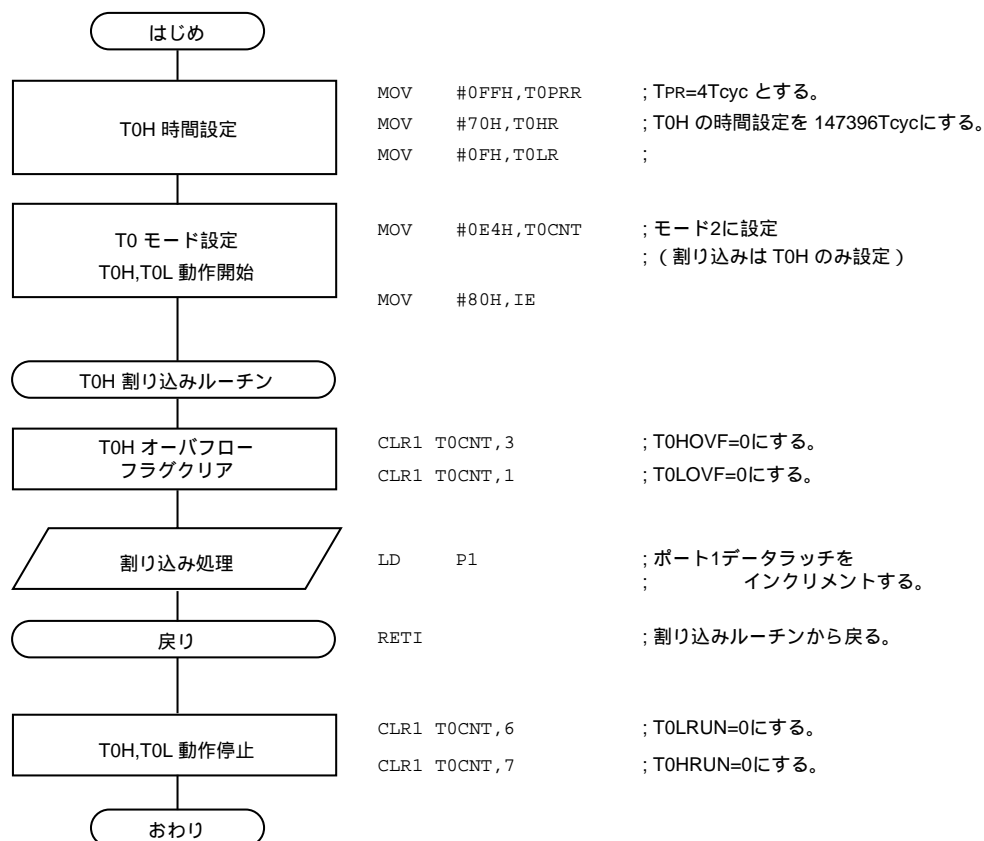 はじめ
T0H 時間設定
MOV #0FFH,T0PRR ; TPR=4Tcyc とする。
MOV #70H,T0HR ; T0H の時間設定を 147396Tcycにする。
MOV #0FH,T0LR ;
T0 モード設定
T0H,T0L 動作開始
MOV #0E4H,T0CNT ; モード2に設定
; ( 割り込みは T0H のみ設定 )
MOV #80H,IE
T0H 割り込みルーチン
T0H オーバフロー
フラグクリア
CLR1 T0CNT,3 ; T0HOVF=0にする。
CLR1 T0CNT,1 ; T0LOVF=0にする。
割り込み処理
LD P1 ; ポート1データラッチを
; インクリメントする。
戻り
RETI ; 割り込みルーチンから戻る。
T0H,T0L 動作停止
CLR1 T0CNT,6 ; T0LRUN=0にする。
CLR1 T0CNT,7 ; T0HRUN=0にする。
おわり